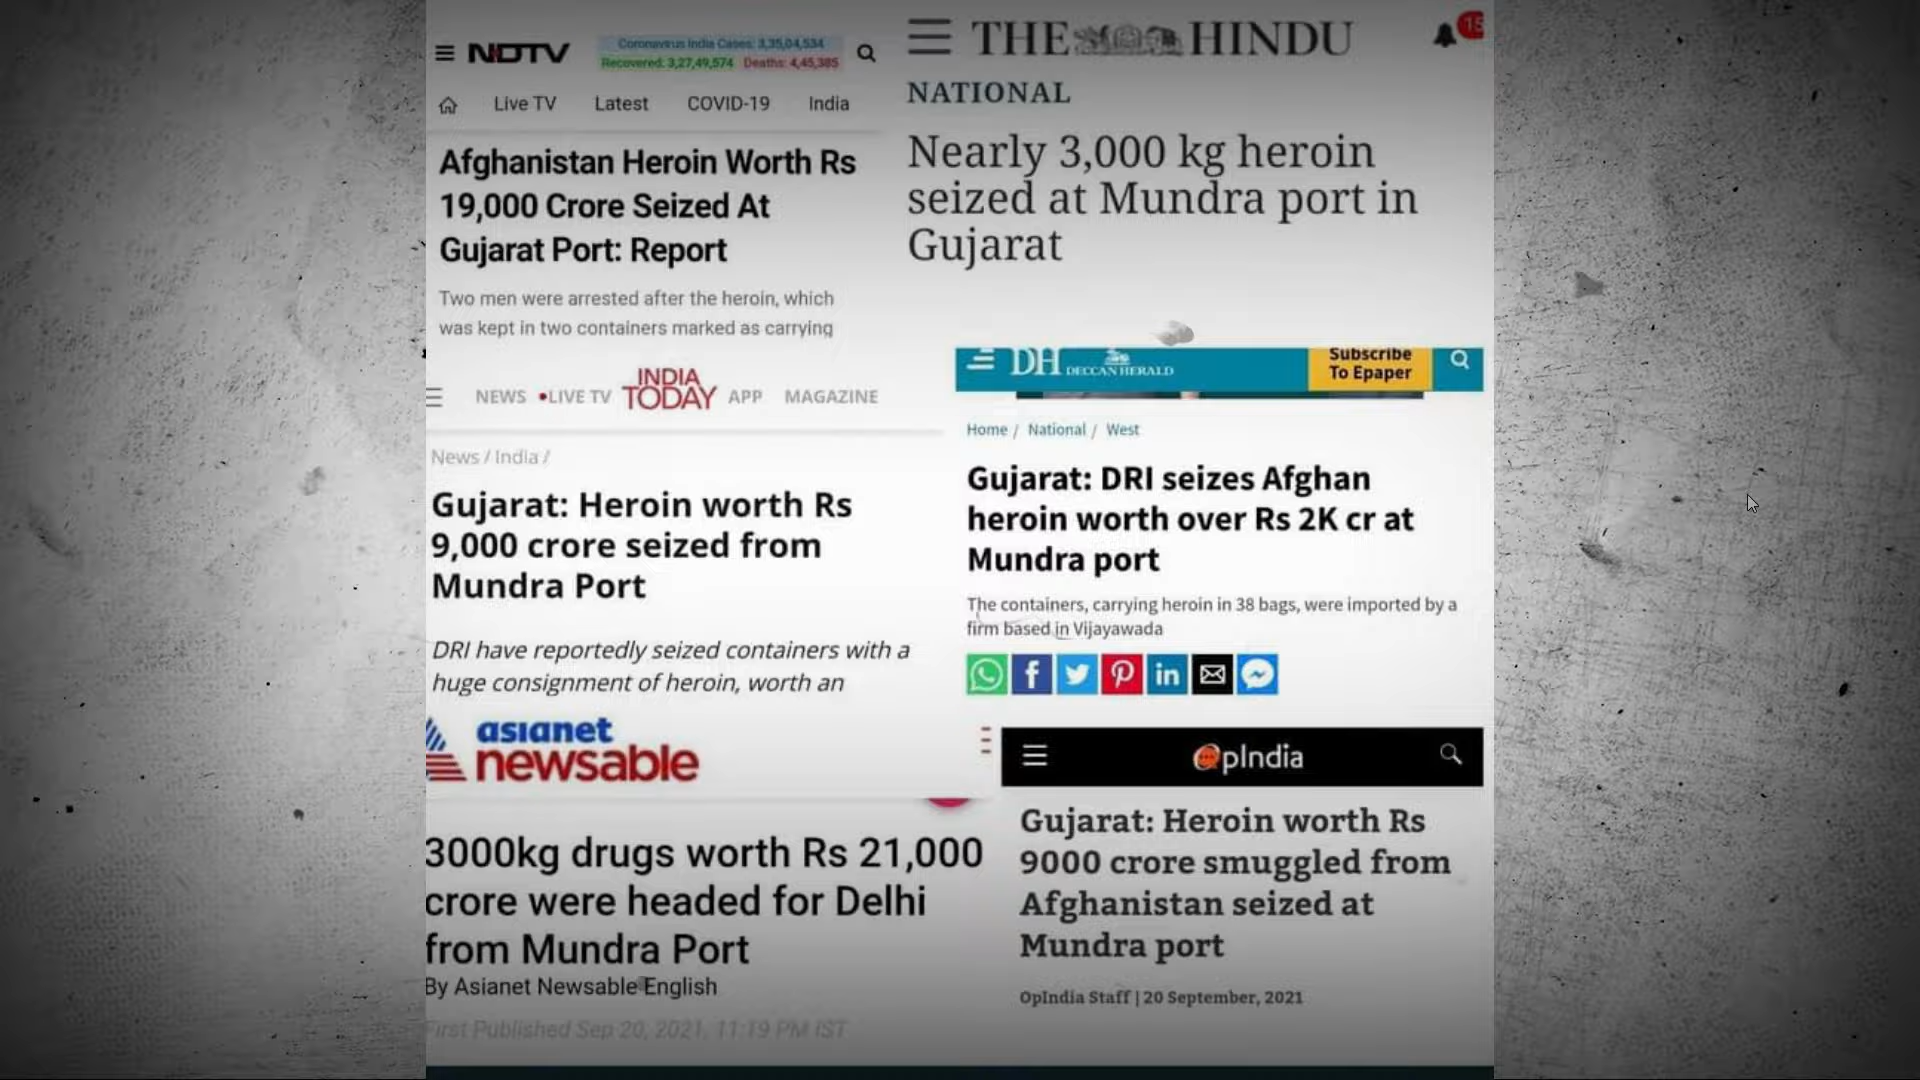 NDTV
Coronavirus India Cases: 3,35,04,534
Recovered: 3,27,49,574 Deaths: 4,45,385
Live TV Latest COVID-19 India
Afghanistan Heroin Worth Rs
19,000 Crore Seized At
Gujarat Port: Report
Two men were arrested after the heroin, which
was kept in two containers marked as carrying
THE HINDU
15
NATIONAL
Nearly 3,000 kg heroin
seized at Mundra port in
Gujarat
NEWS •LIVE TV INDIA TODAY APP MAGAZINE
News / India /
Gujarat: Heroin worth Rs
9,000 crore seized from
Mundra Port
DRI have reportedly seized containers with a
huge consignment of heroin, worth an
DH DECCAN HERALD
Subscribe
To Epaper
Home / National / West
Gujarat: DRI seizes Afghan
heroin worth over Rs 2K cr at
Mundra port
The containers, carrying heroin in 38 bags, were imported by a
firm based in Vijayawada
asianet
newsable
3000kg drugs worth Rs 21,000
crore were headed for Delhi
from Mundra Port
By Asianet Newsable English
First Published Sep 20, 2021, 11:19 PM IST
OpIndia
Gujarat: Heroin worth Rs
9000 crore smuggled from
Afghanistan seized at
Mundra port
OpIndia Staff | 20 September, 2021